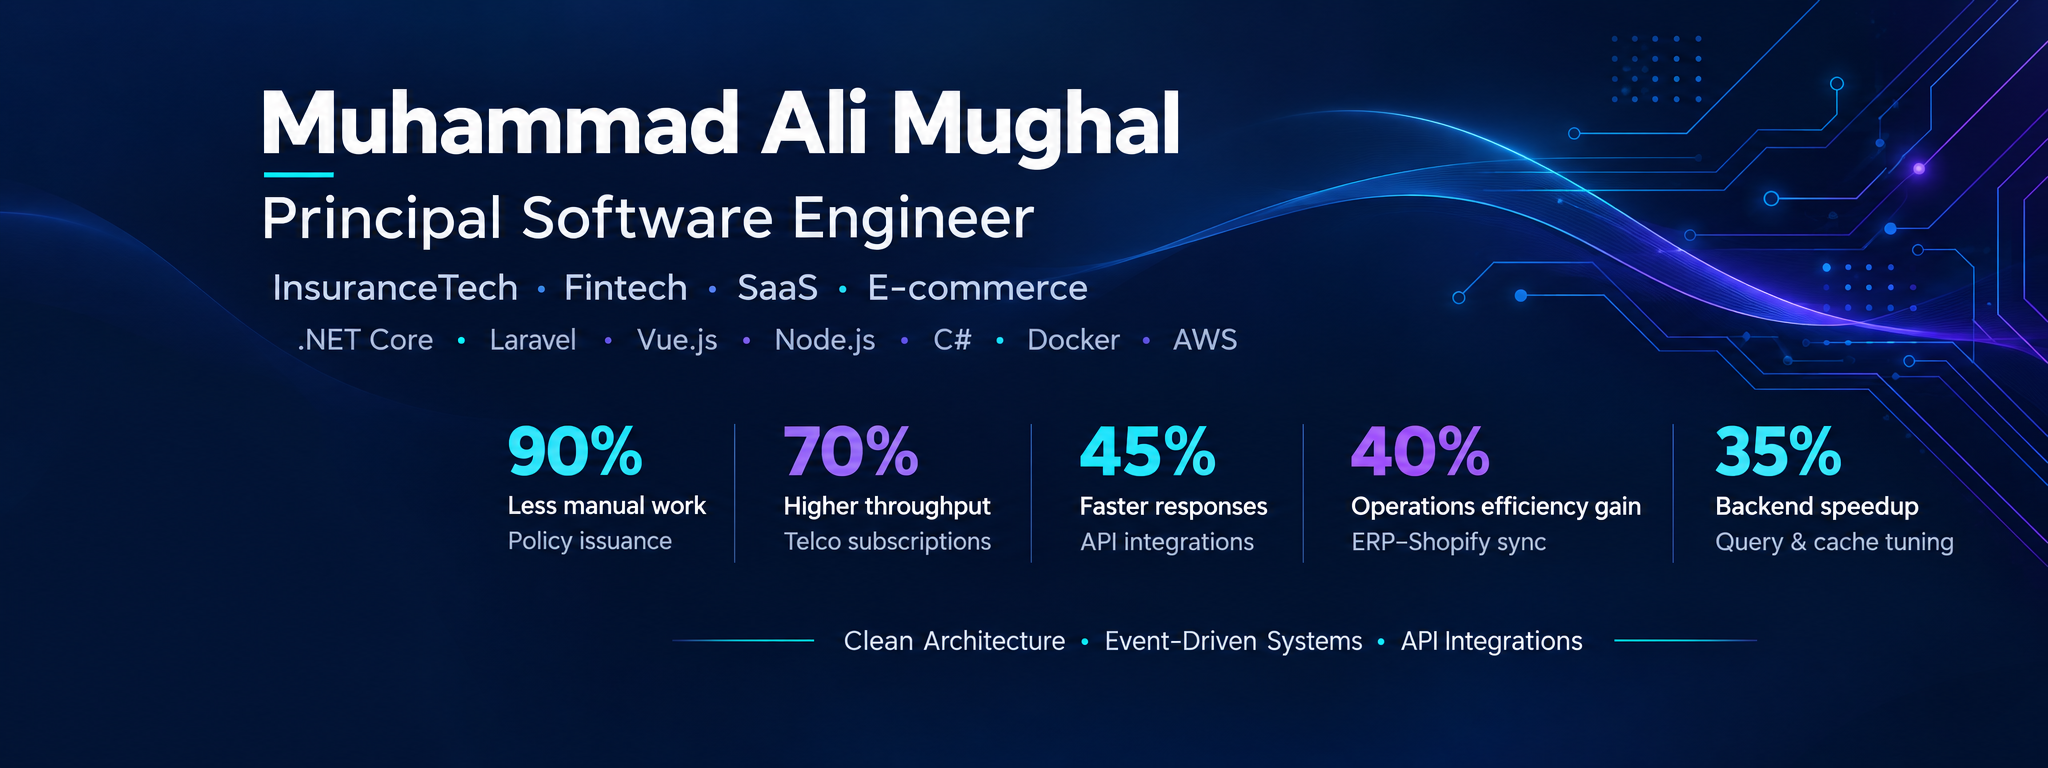 Muhammad Ali Mughal
Principal Software Engineer
InsuranceTech • Fintech • SaaS • E-commerce
.NET Core • Laravel • Vue.js • Node.js • C# • Docker • AWS
90% 70% 45% 40% 35%
Less manual work Higher throughput Faster responses Operations efficiency gain Backend speedup
Policy issuance Telco subscriptions API integrations ERP–Shopify sync Query & cache tuning
Clean Architecture • Event-Driven Systems • API Integrations